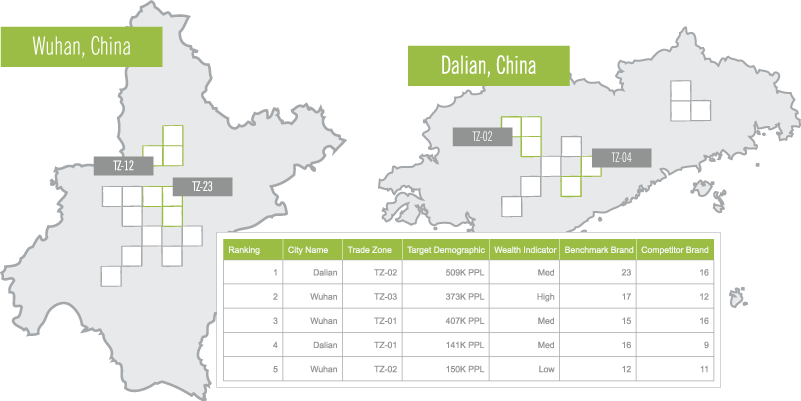 Wuhan, China
Dalian, China
TZ-02
TZ-04
TZ-12
TZ-23
Ranking City Name Trade Zone Target Demographic Wealth Indicator Benchmark Brand Competitor Brand
1 Dalian TZ-02 509K PPL Med 23 16
2 Wuhan TZ-03 373K PPL High 17 12
3 Wuhan TZ-01 407K PPL Med 15 16
4 Dalian TZ-01 141K PPL Med 16 9
5 Wuhan TZ-02 150K PPL Low 12 11